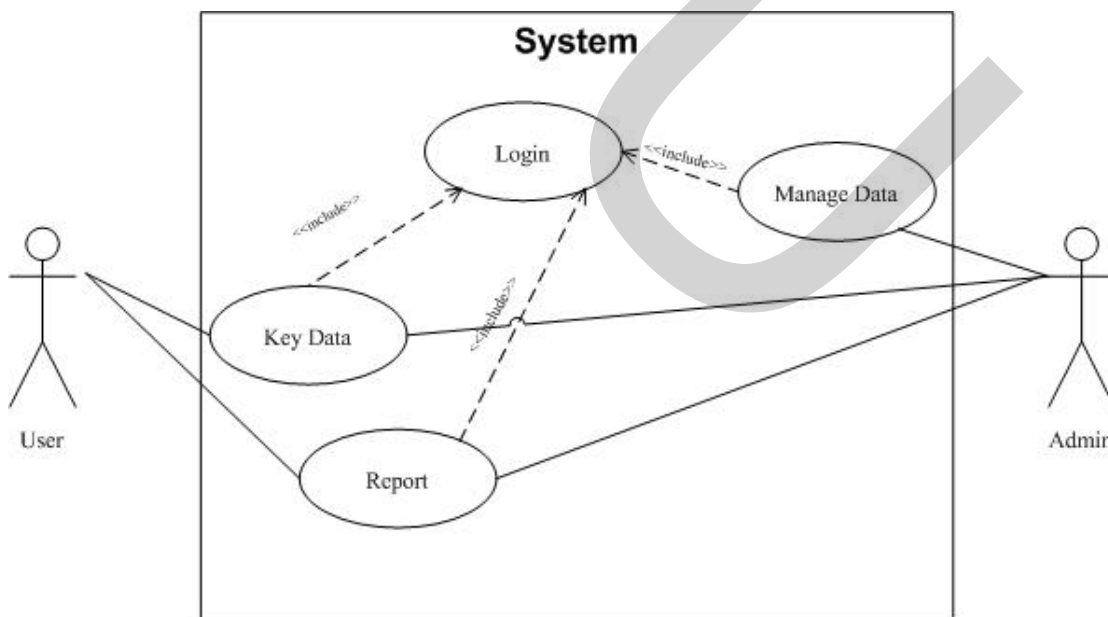 System
Login
<<include>>
Manage Data
<<include>>
<<include>>
Key Data
User
Admin
Report